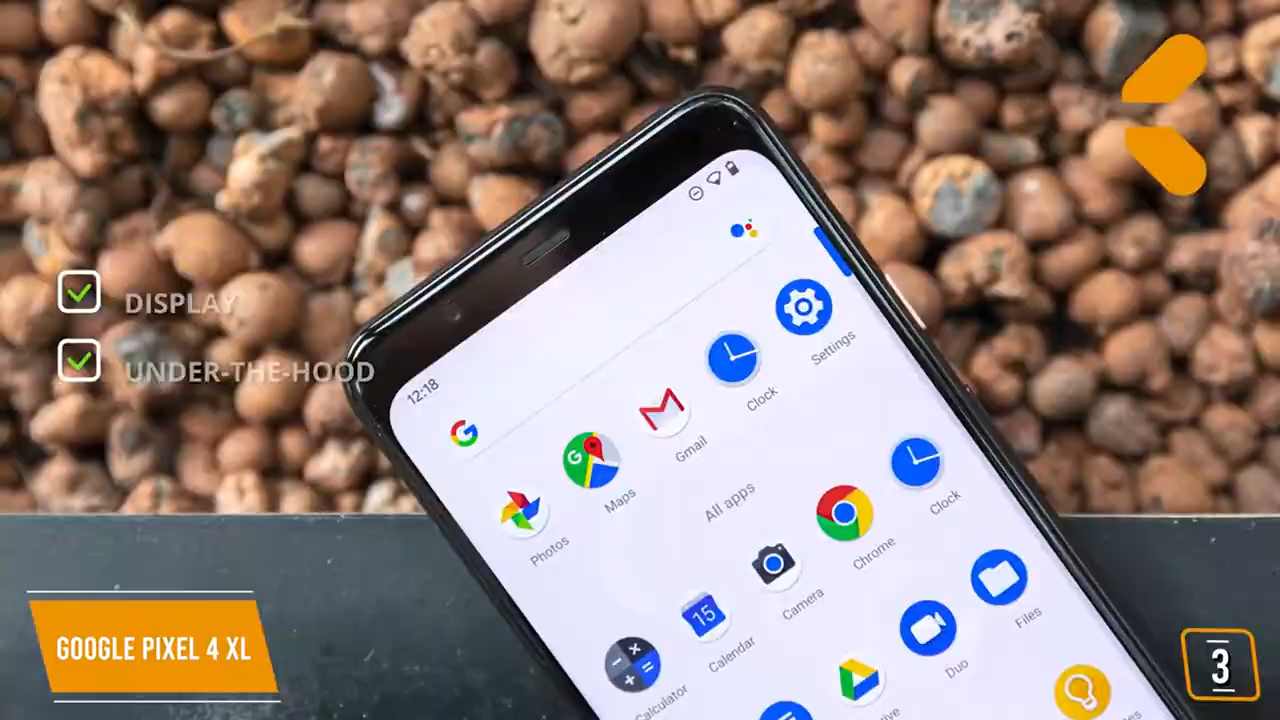 DISPLAY
UNDER-THE-HOOD
12:18
G
Photos
Maps
Gmail
Clock
Settings
All apps
Calculator
15
Calendar
Camera
Chrome
Clock
Duo
Files
GOOGLE PIXEL 4 XL
3